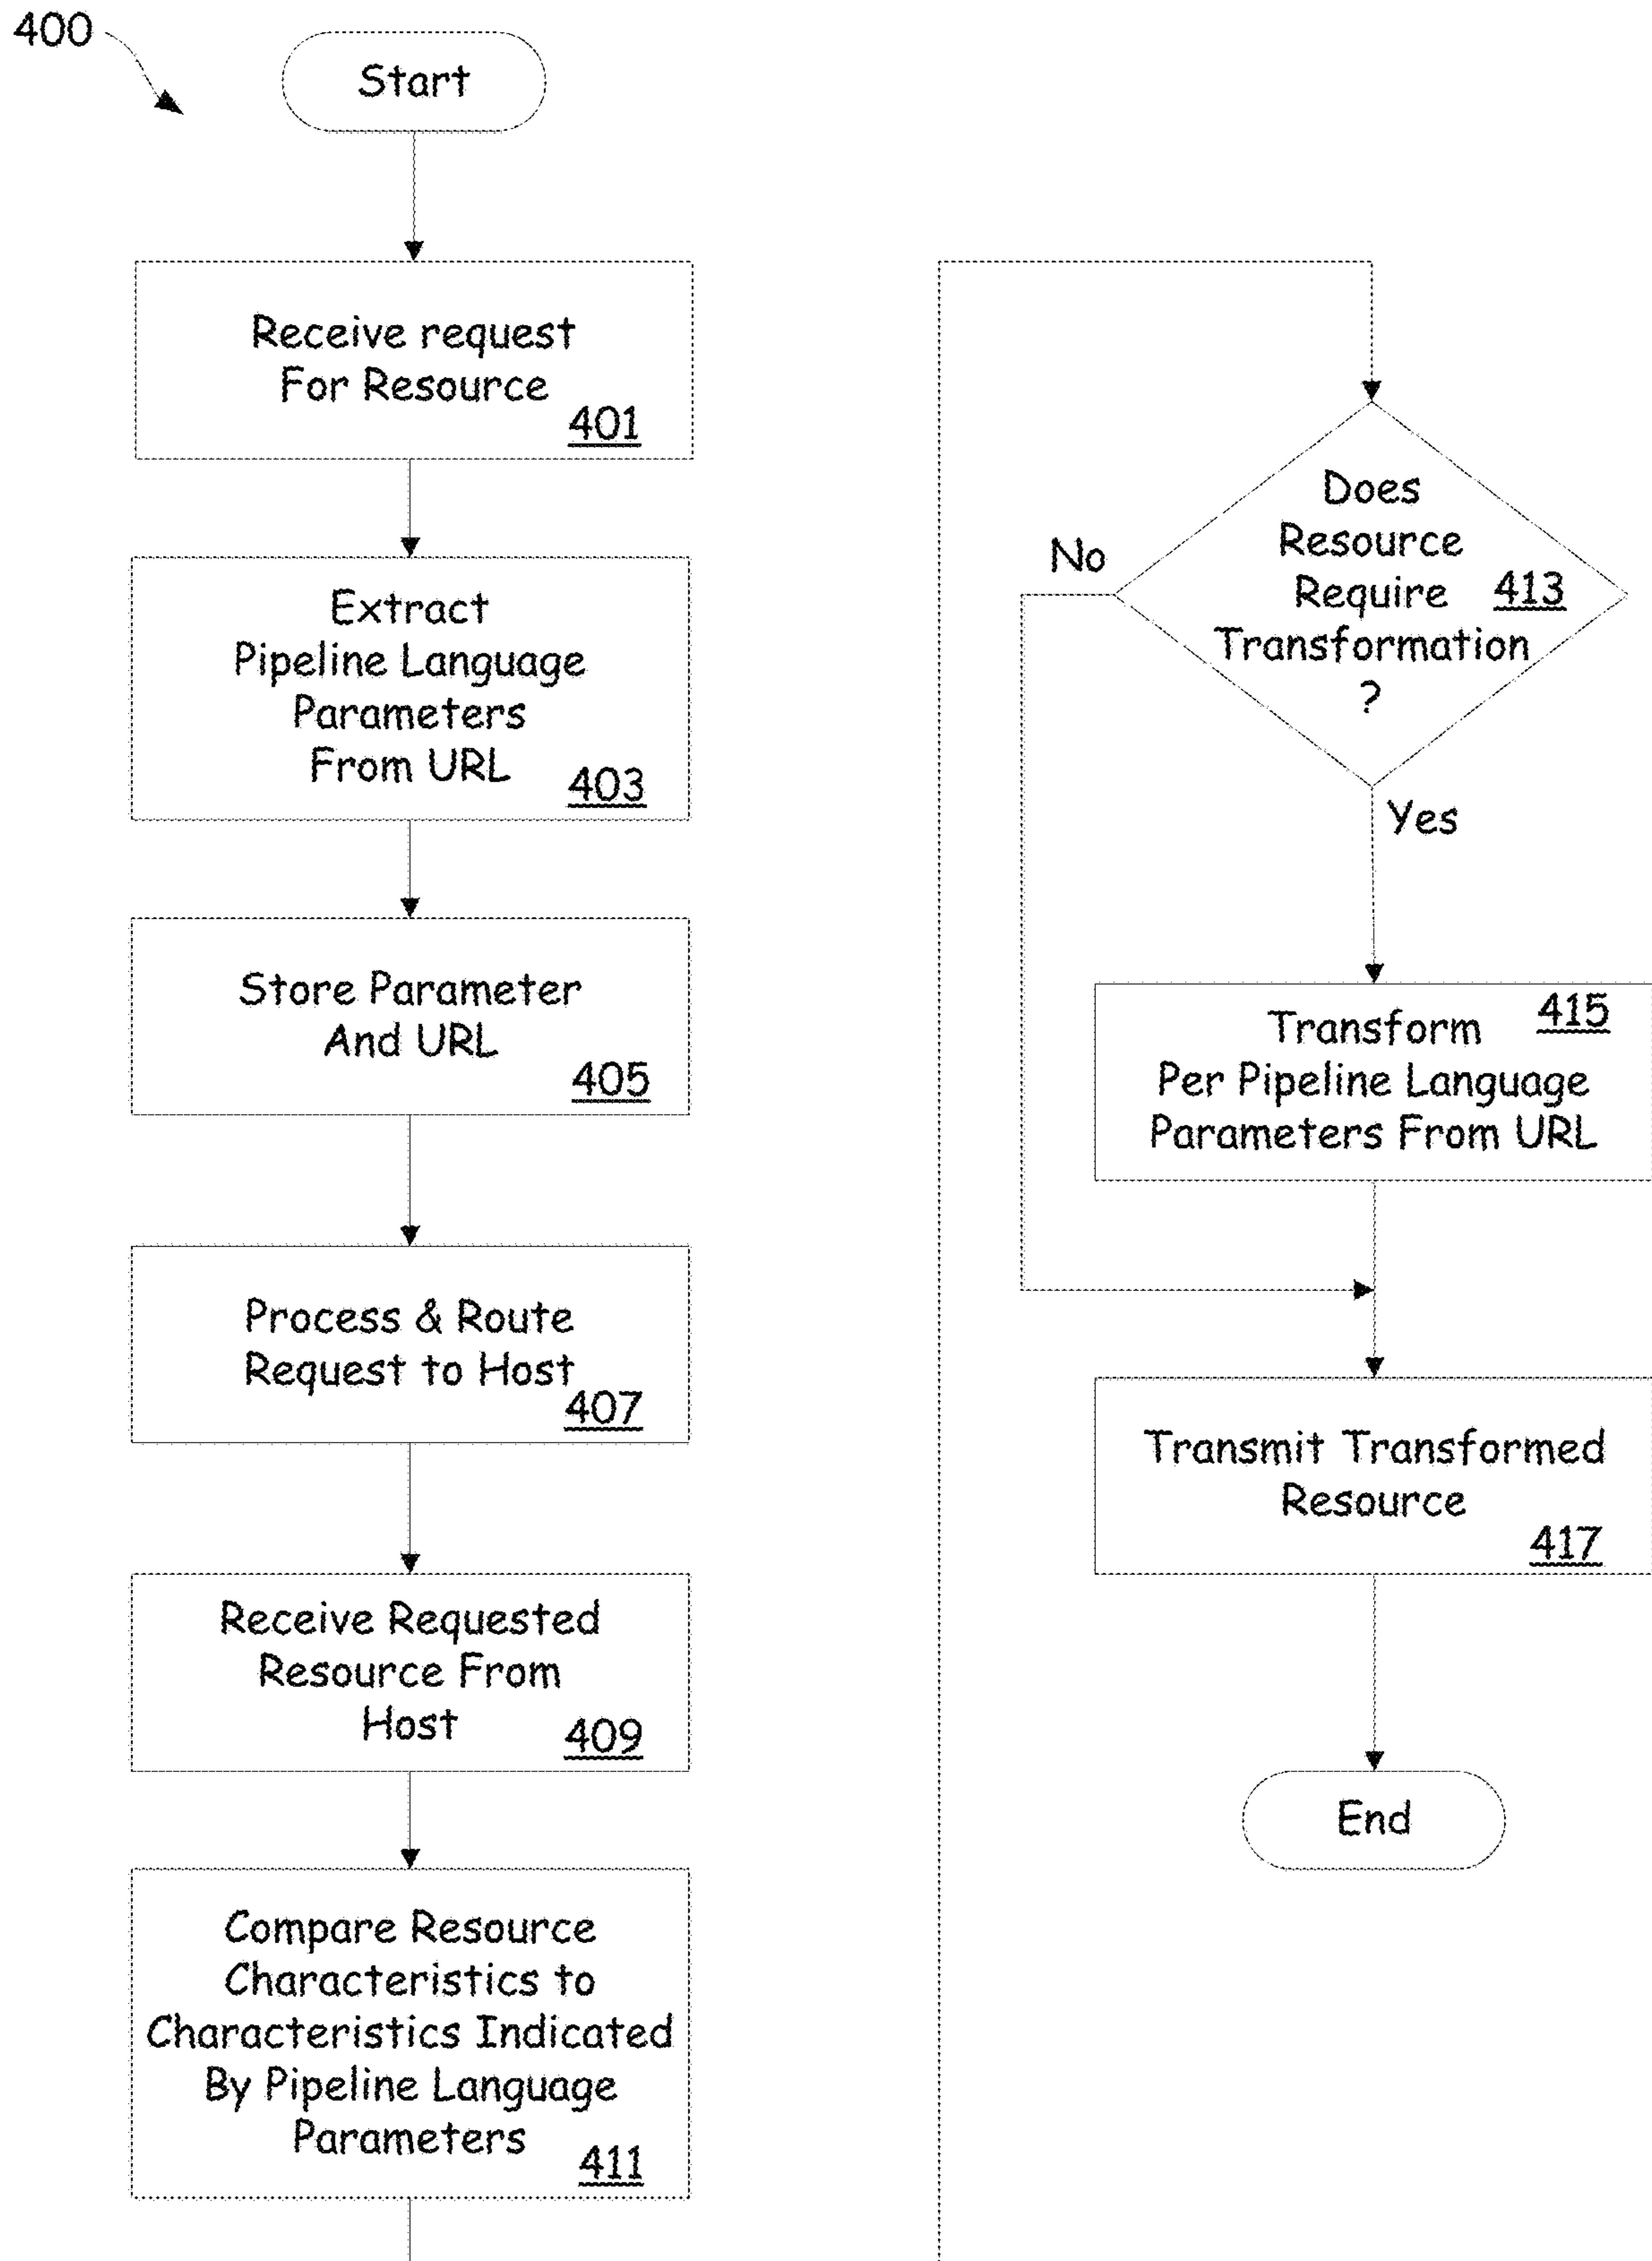 400
Start
Receive request
For Resource
401
Extract
Pipeline Language
Parameters
From URL
403
Store Parameter
And URL
405
Process & Route
Request to Host
407
Receive Requested
Resource From
Host
409
Compare Resource
Characteristics to
Characteristics Indicated
By Pipeline Language
Parameters
411
Does
Resource
Require
413
Transformation
?
No
Yes
415
Transform
Per Pipeline Language
Parameters From URL
Transmit Transformed
Resource
417
End